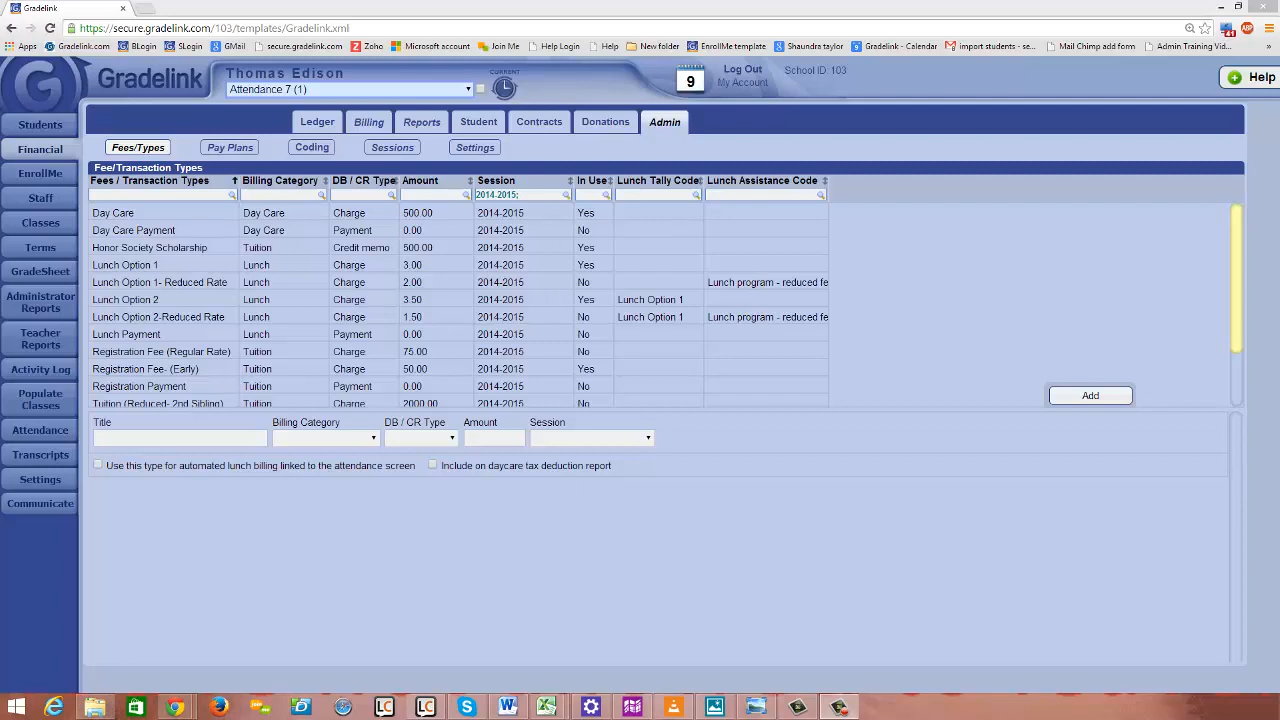 Gradelink
https://secure.gradelink.com/103/templates/Gradelink.xml
Apps Gradelink.com BLogin SLogin GMail secure.gradelink.com Zoho Microsoft account Join Me Help Login Help New folder EnrollMe template Shaundra taylor Gradelink - Calendar import students - se... Mail Chimp add form Admin Training Vid... »
Gradelink
Thomas Edison
Attendance 7 (1)
CURRENT
9
Log Out
My Account
School ID: 103
Help
Ledger Billing Reports Student Contracts Donations Admin
Fees/Types Pay Plans Coding Sessions Settings
Students
Financial
EnrollMe
Staff
Classes
Terms
GradeSheet
Administrator
Reports
Teacher
Reports
Activity Log
Populate
Classes
Attendance
Transcripts
Settings
Communicate
Fee/Transaction Types
Fees / Transaction Types Billing Category DB / CR Type Amount Session In Use Lunch Tally Code Lunch Assistance Code
2014-2015;
Day Care Day Care Charge 500.00 2014-2015 Yes
Day Care Payment Day Care Payment 0.00 2014-2015 No
Honor Society Scholarship Tuition Credit memo 500.00 2014-2015 Yes
Lunch Option 1 Lunch Charge 3.00 2014-2015 Yes
Lunch Option 1- Reduced Rate Lunch Charge 2.00 2014-2015 No Lunch program - reduced fe
Lunch Option 2 Lunch Charge 3.50 2014-2015 Yes Lunch Option 1
Lunch Option 2-Reduced Rate Lunch Charge 1.50 2014-2015 No Lunch Option 1 Lunch program - reduced fe
Lunch Payment Lunch Payment 0.00 2014-2015 No
Registration Fee (Regular Rate) Tuition Charge 75.00 2014-2015 No
Registration Fee- (Early) Tuition Charge 50.00 2014-2015 Yes
Registration Payment Tuition Payment 0.00 2014-2015 No
Tuition (Reduced- 2nd Sibling) Tuition Charge 2000.00 2014-2015 No
Add
Title Billing Category DB / CR Type Amount Session
Use this type for automated lunch billing linked to the attendance screen Include on daycare tax deduction report